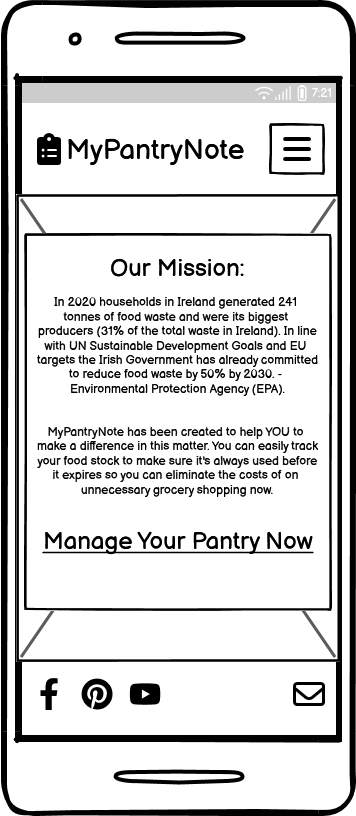 7:21
MyPantryNote
Our Mission:
In 2020 households in Ireland generated 241
tonnes of food waste and were its biggest
producers (31% of the total waste in Ireland). In line
with UN Sustainable Development Goals and EU
targets the Irish Government has already committed
to reduce food waste by 50% by 2030. -
Environmental Protection Agency (EPA).
MyPantryNote has been created to help YOU to
make a difference in this matter. You can easily track
your food stock to make sure it's always used before
it expires so you can eliminate the costs of on
unnecessary grocery shopping now.
Manage Your Pantry Now